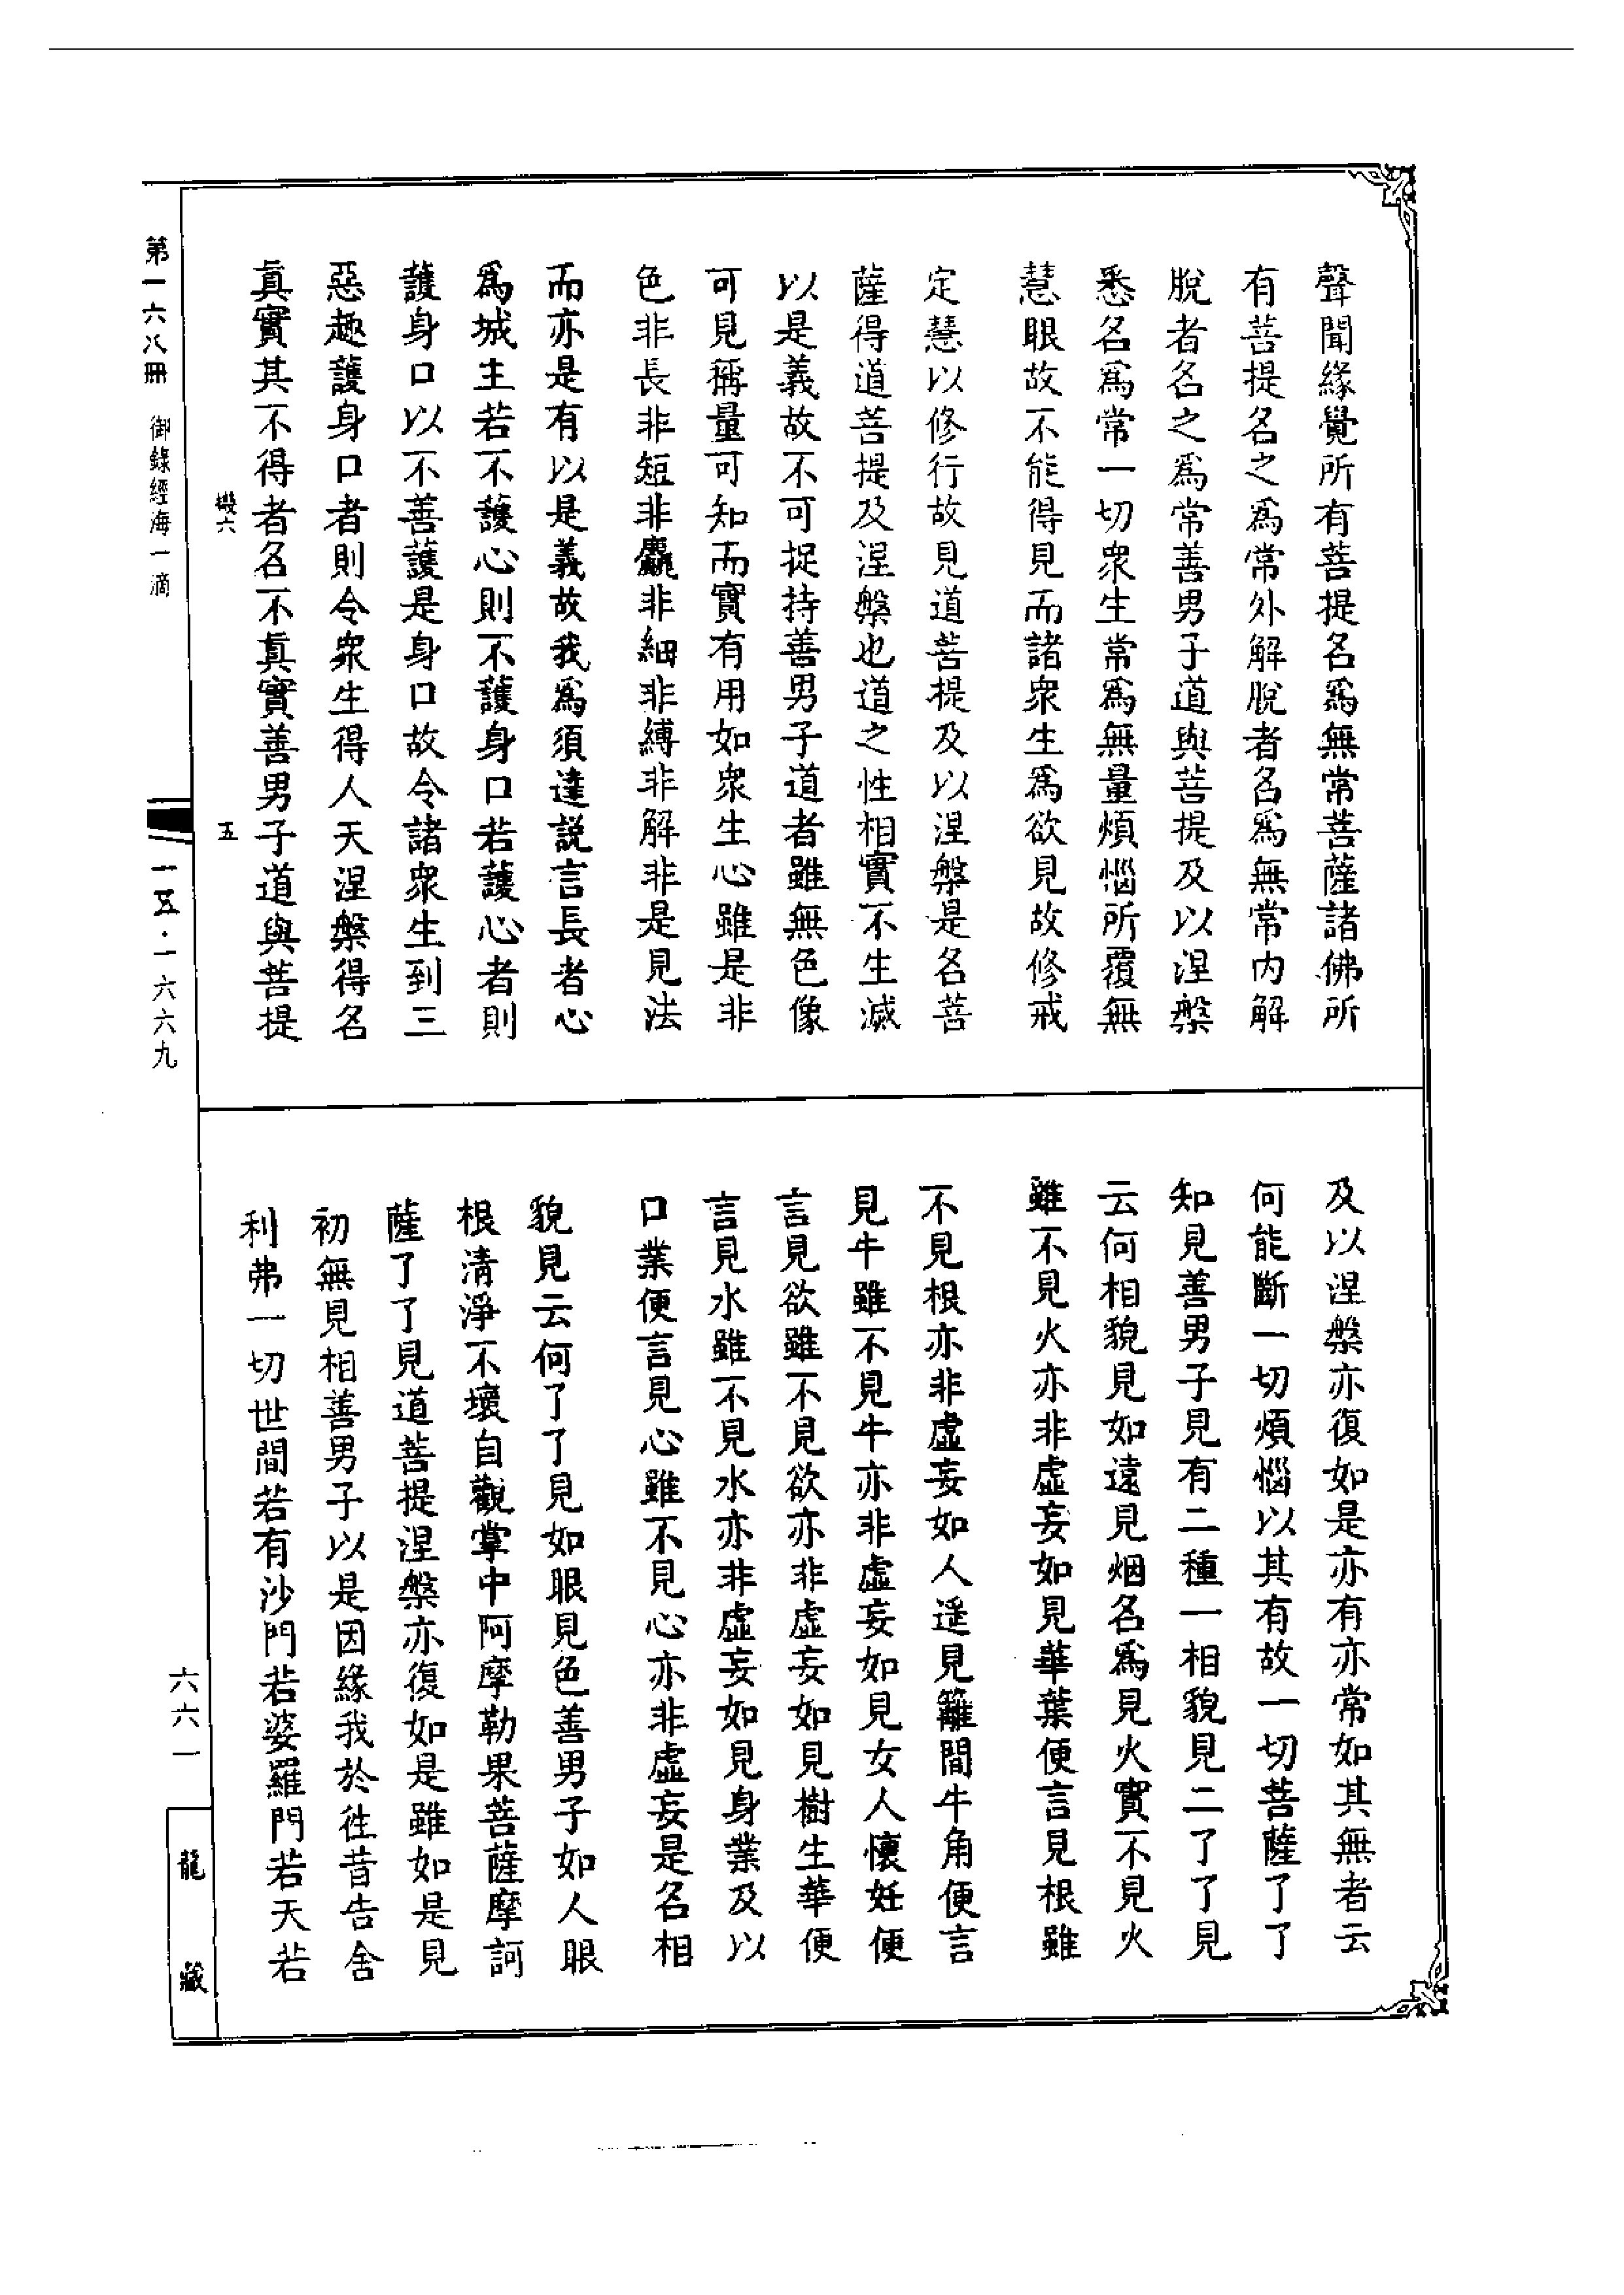 聲聞緣覺所有菩提名爲無常菩薩諸佛所
有菩提名之爲常外解脫者名爲無常內解
脫者名之爲常善男子道與菩提及以涅槃
悉名爲常一切衆生常爲無量煩惱所覆無
慧眼故不能得見而諸衆生爲欲見故修戒
定慧以修行故見道菩提及以涅槃是名菩
薩得道菩提及涅槃也道之性相實不生滅
以是義故不可捉持善男子道者雖無色像
可見稱量可知而實有用如衆生心雖是非
色非長非短非麤非細非縛非解非是見法
而亦是有以是義故我爲須達說言長者心
爲城主若不護心則不護身口若護心者則
護身口以不善護是身口故令諸衆生到三
惡趣護身口者則令衆生得人天涅槃得名
眞實其不得者名不眞實善男子道與菩提
及以涅槃亦復如是亦有亦常如其無者云
何能斷一切煩惱以其有故一切菩薩了了
知見善男子見有二種一相貌見二了了見
云何相貌見如遠見烟名爲見火實不見火
雖不見火亦非虛妄如見華葉便言見根雖
不見根亦非虛妄如人遥見籬間牛角便言
見牛雖不見牛亦非虛妄如見女人懷妊便
言見欲雖不見欲亦非虛妄如見樹生華便
言見水雖不見水亦非虛妄如見身業及以
口業便言見心雖不見心亦非虛妄是名相
貌見云何了了見如眼見色善男子如人眼
根清淨不壞自觀掌中阿摩勒果菩薩摩訶
薩了了見道菩提涅槃亦復如是雖如是見
初無見相善男子以是因緣我於徃昔告舍
利弗一切世間若有沙門若婆羅門若天若
璣六
五
第一六八冊 御錄經海一滴
一五·一六六九
六六一
龍藏